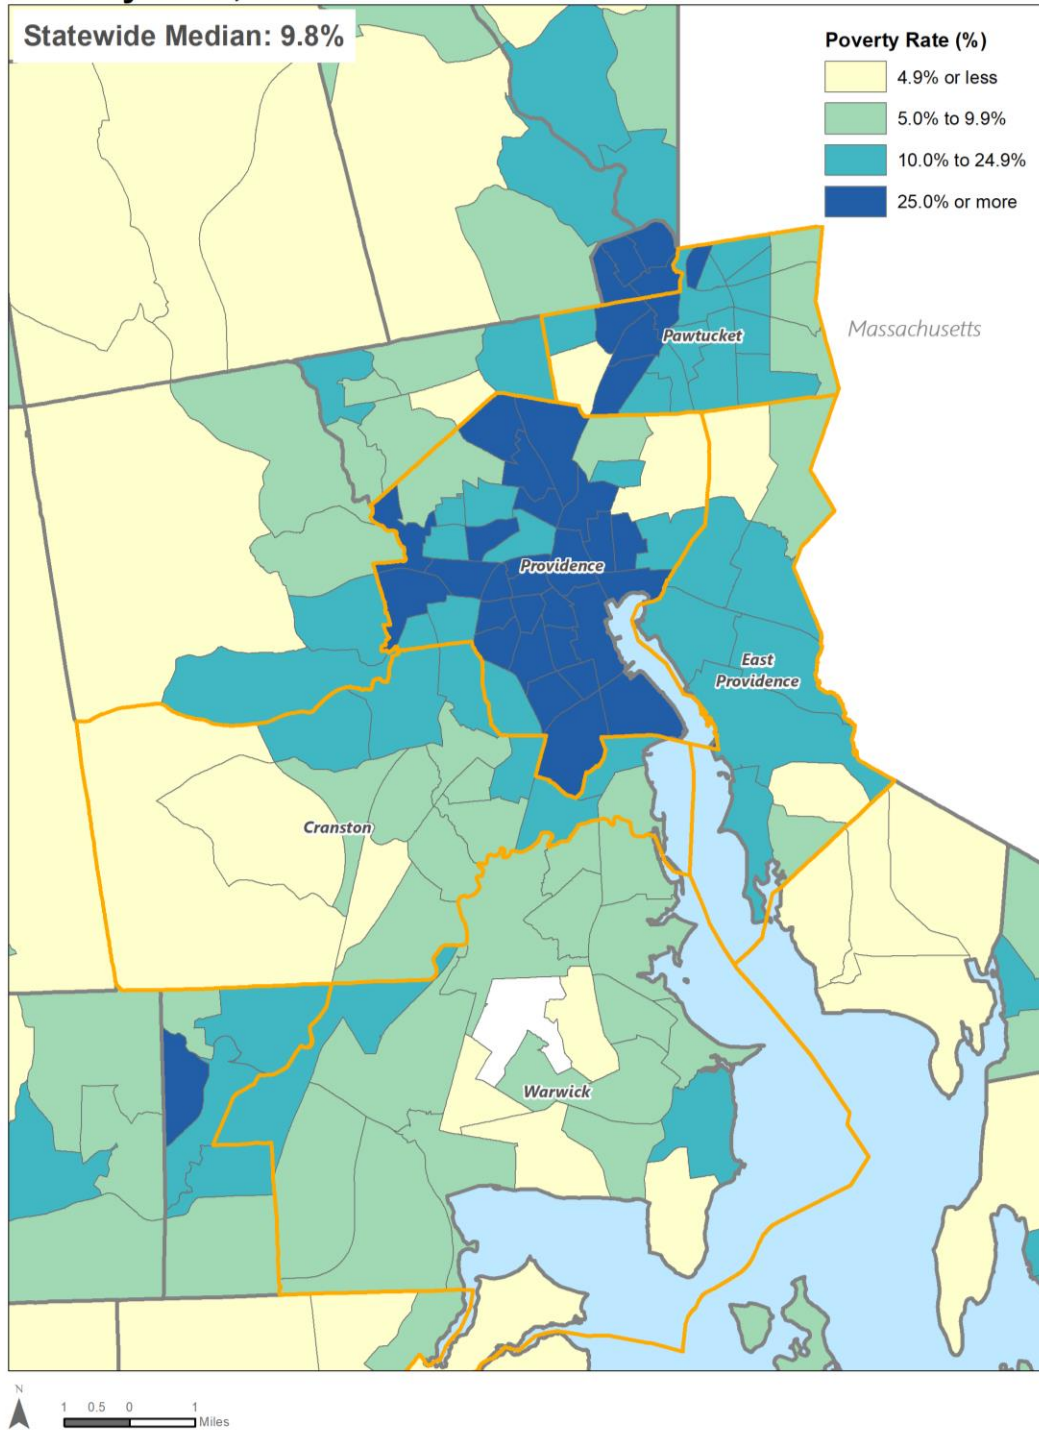 Statewide Median: 9.8%
Poverty Rate (%)
4.9% or less
5.0% to 9.9%
10.0% to 24.9%
25.0% or more
Massachusetts
Pawtucket
Providence
East
Providence
Cranston
Warwick
N
1 0.5 0 1
Miles